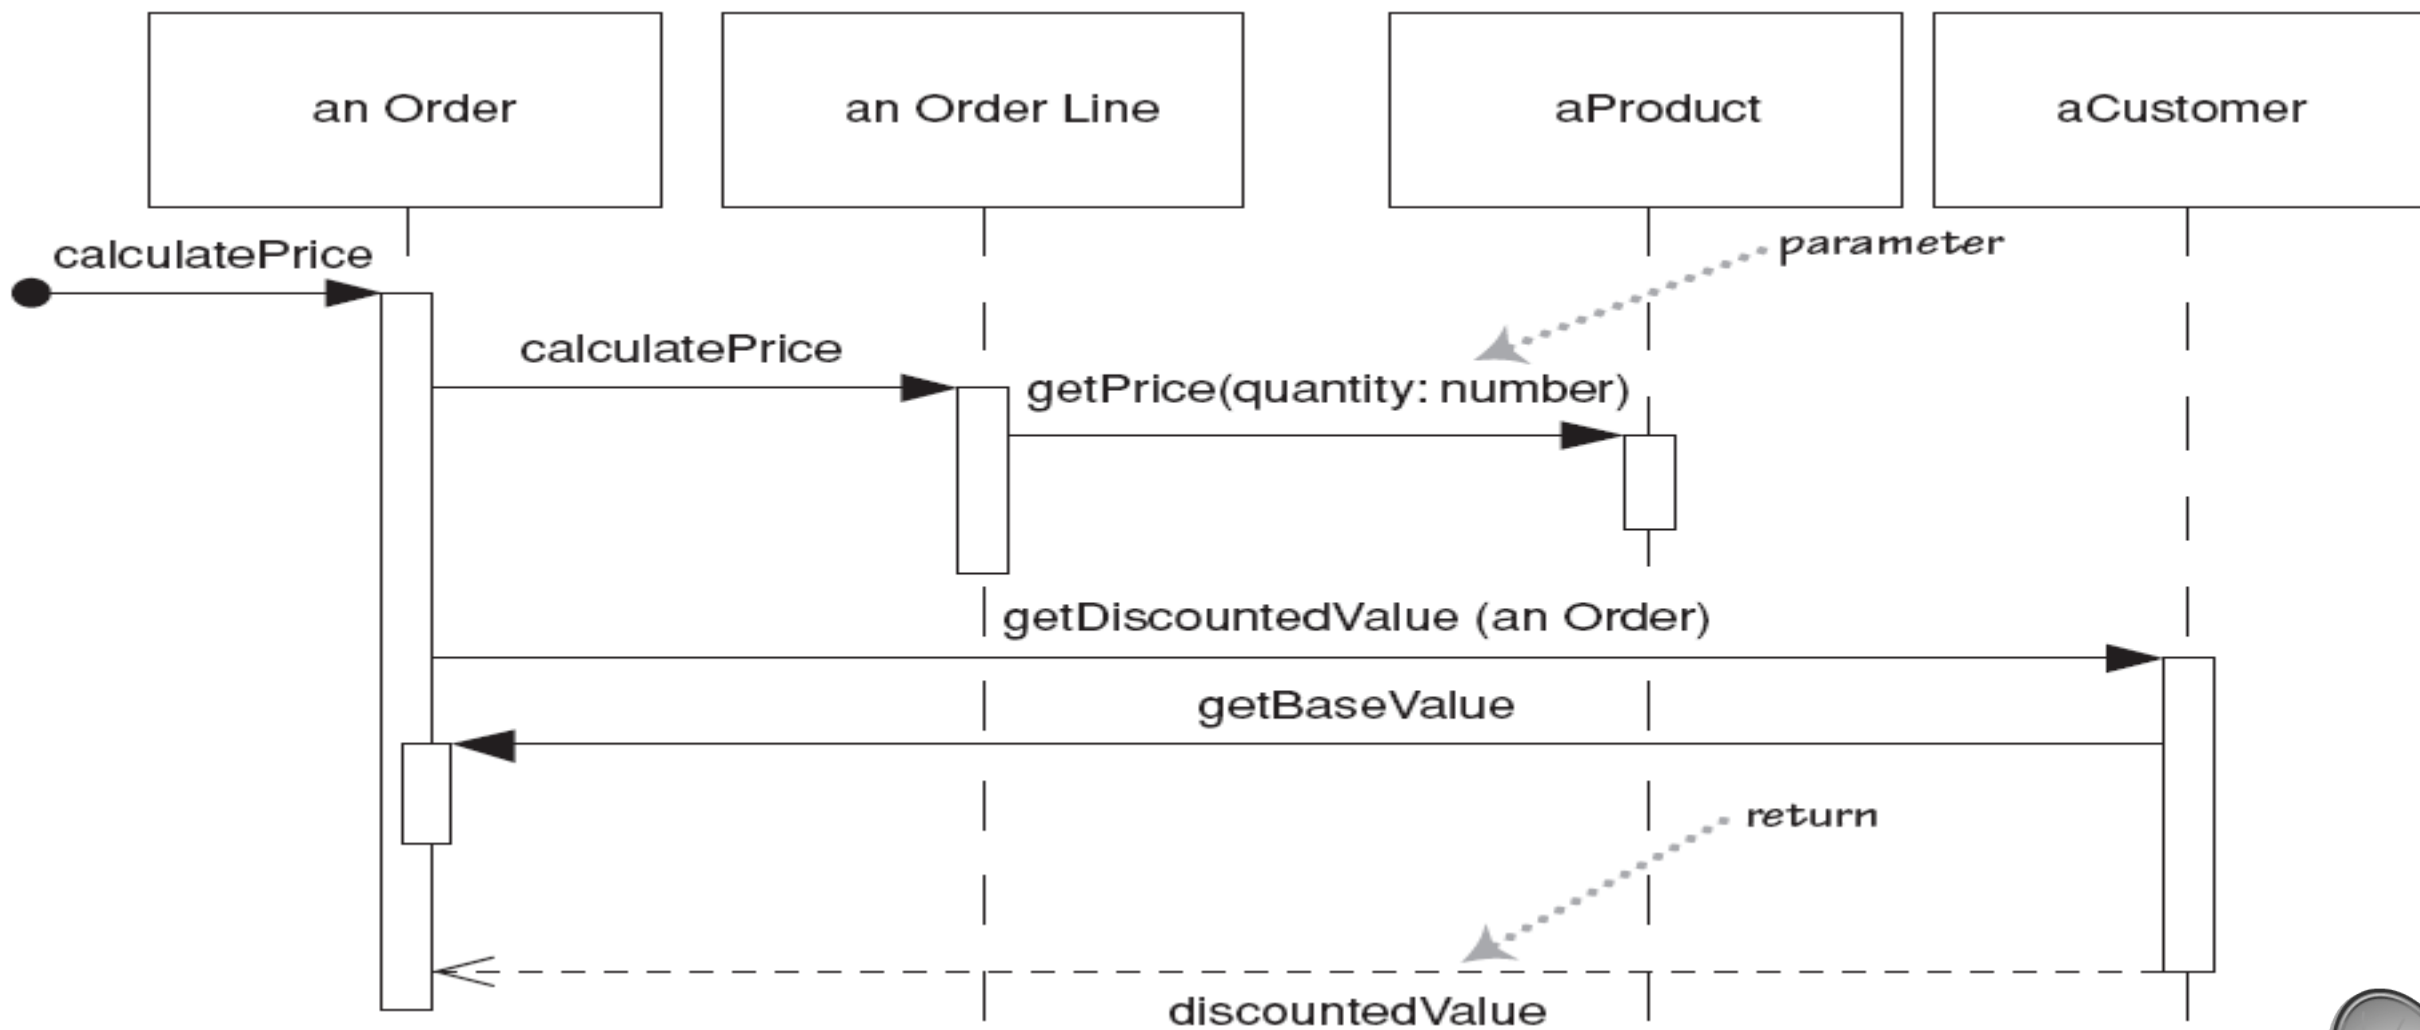 an Order
an Order Line
aProduct
aCustomer
calculatePrice
parameter
calculatePrice
getPrice(quantity: number)
getDiscountedValue (an Order)
getBaseValue
return
discountedValue